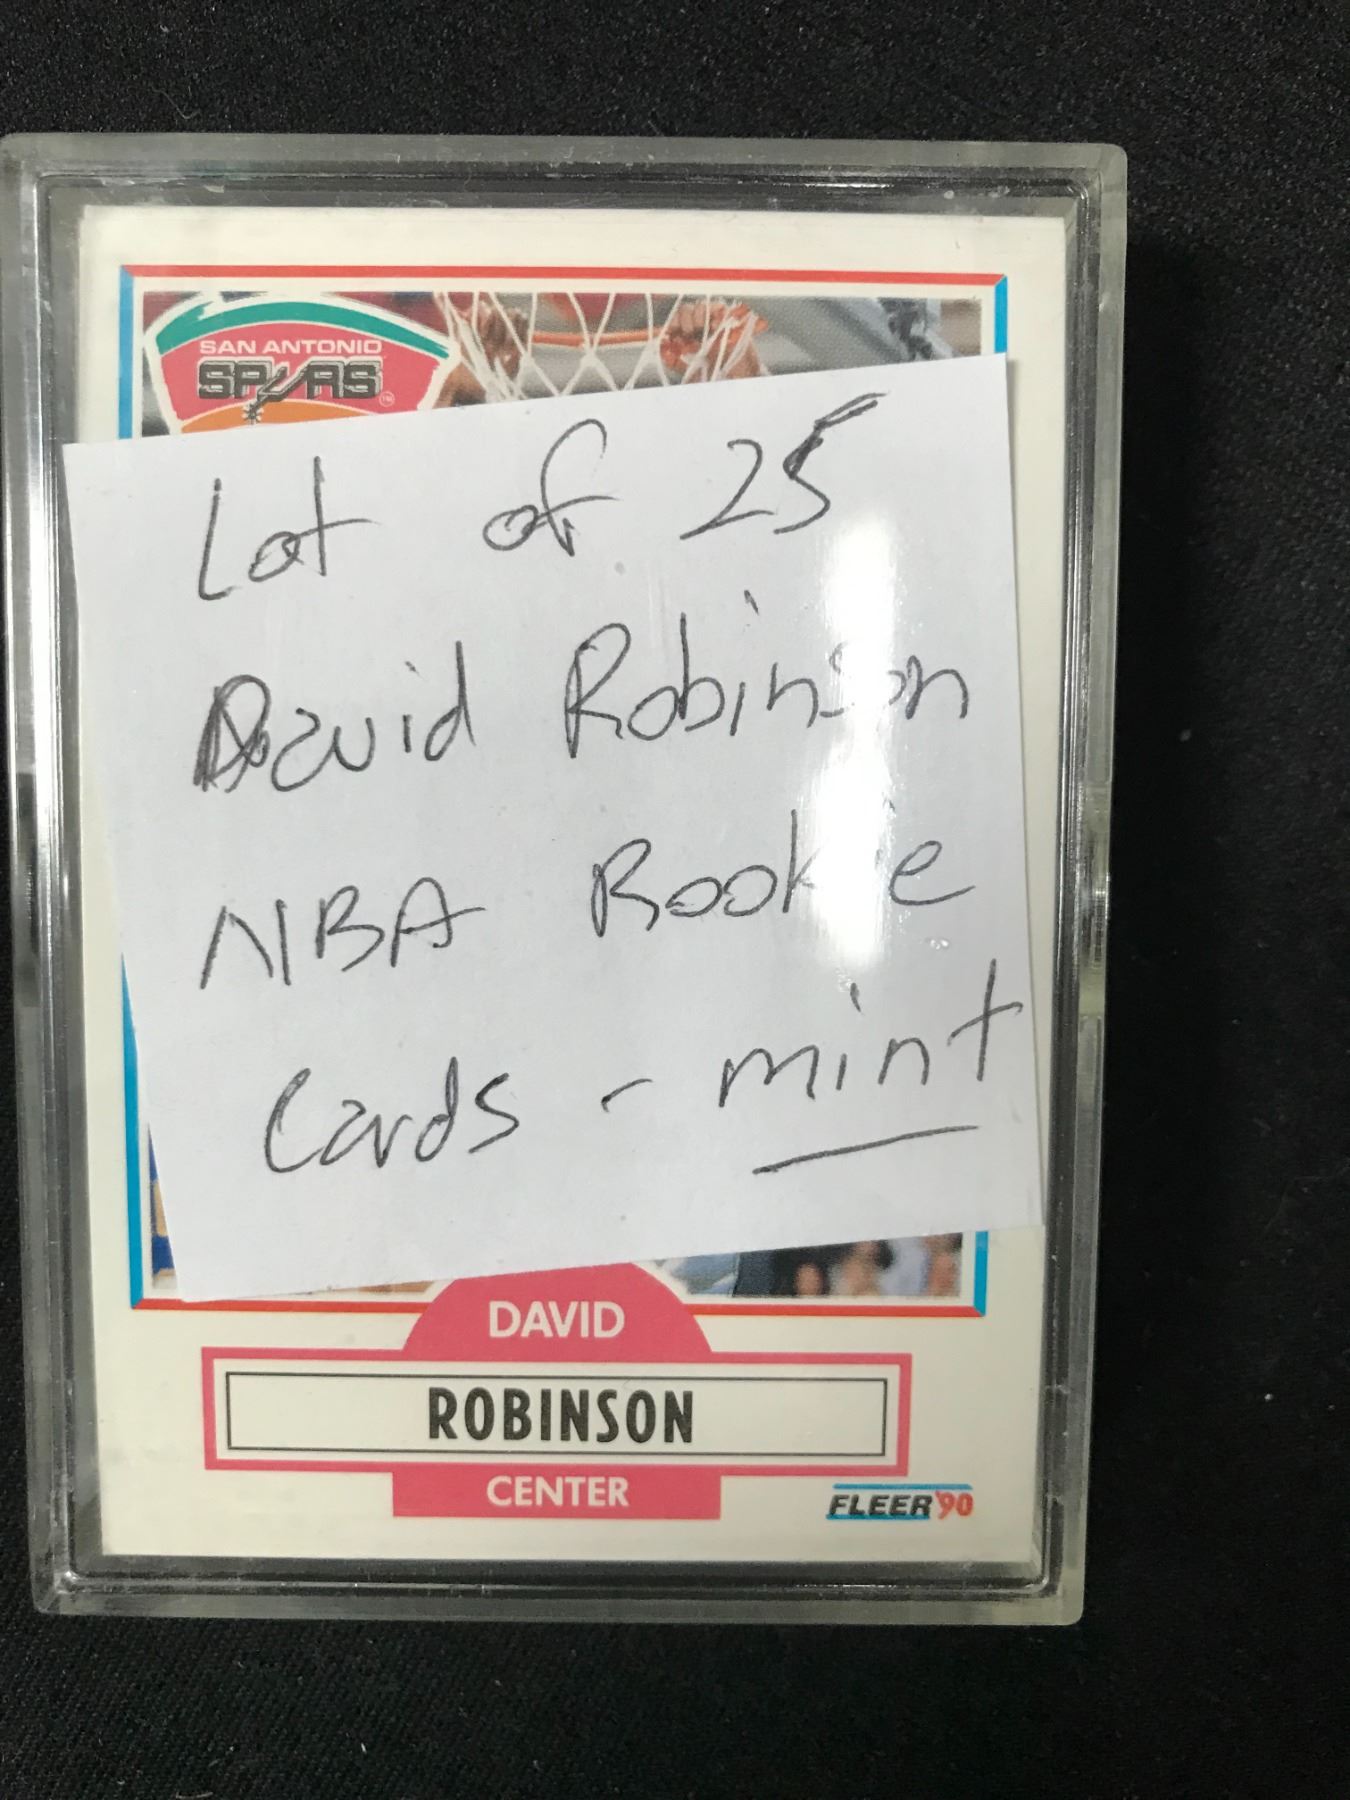 SAN ANTONIO
SPURS
Lot of 25
David Robinson
NBA Rookie
Cards - mint
DAVID
ROBINSON
CENTER
FLEER '90